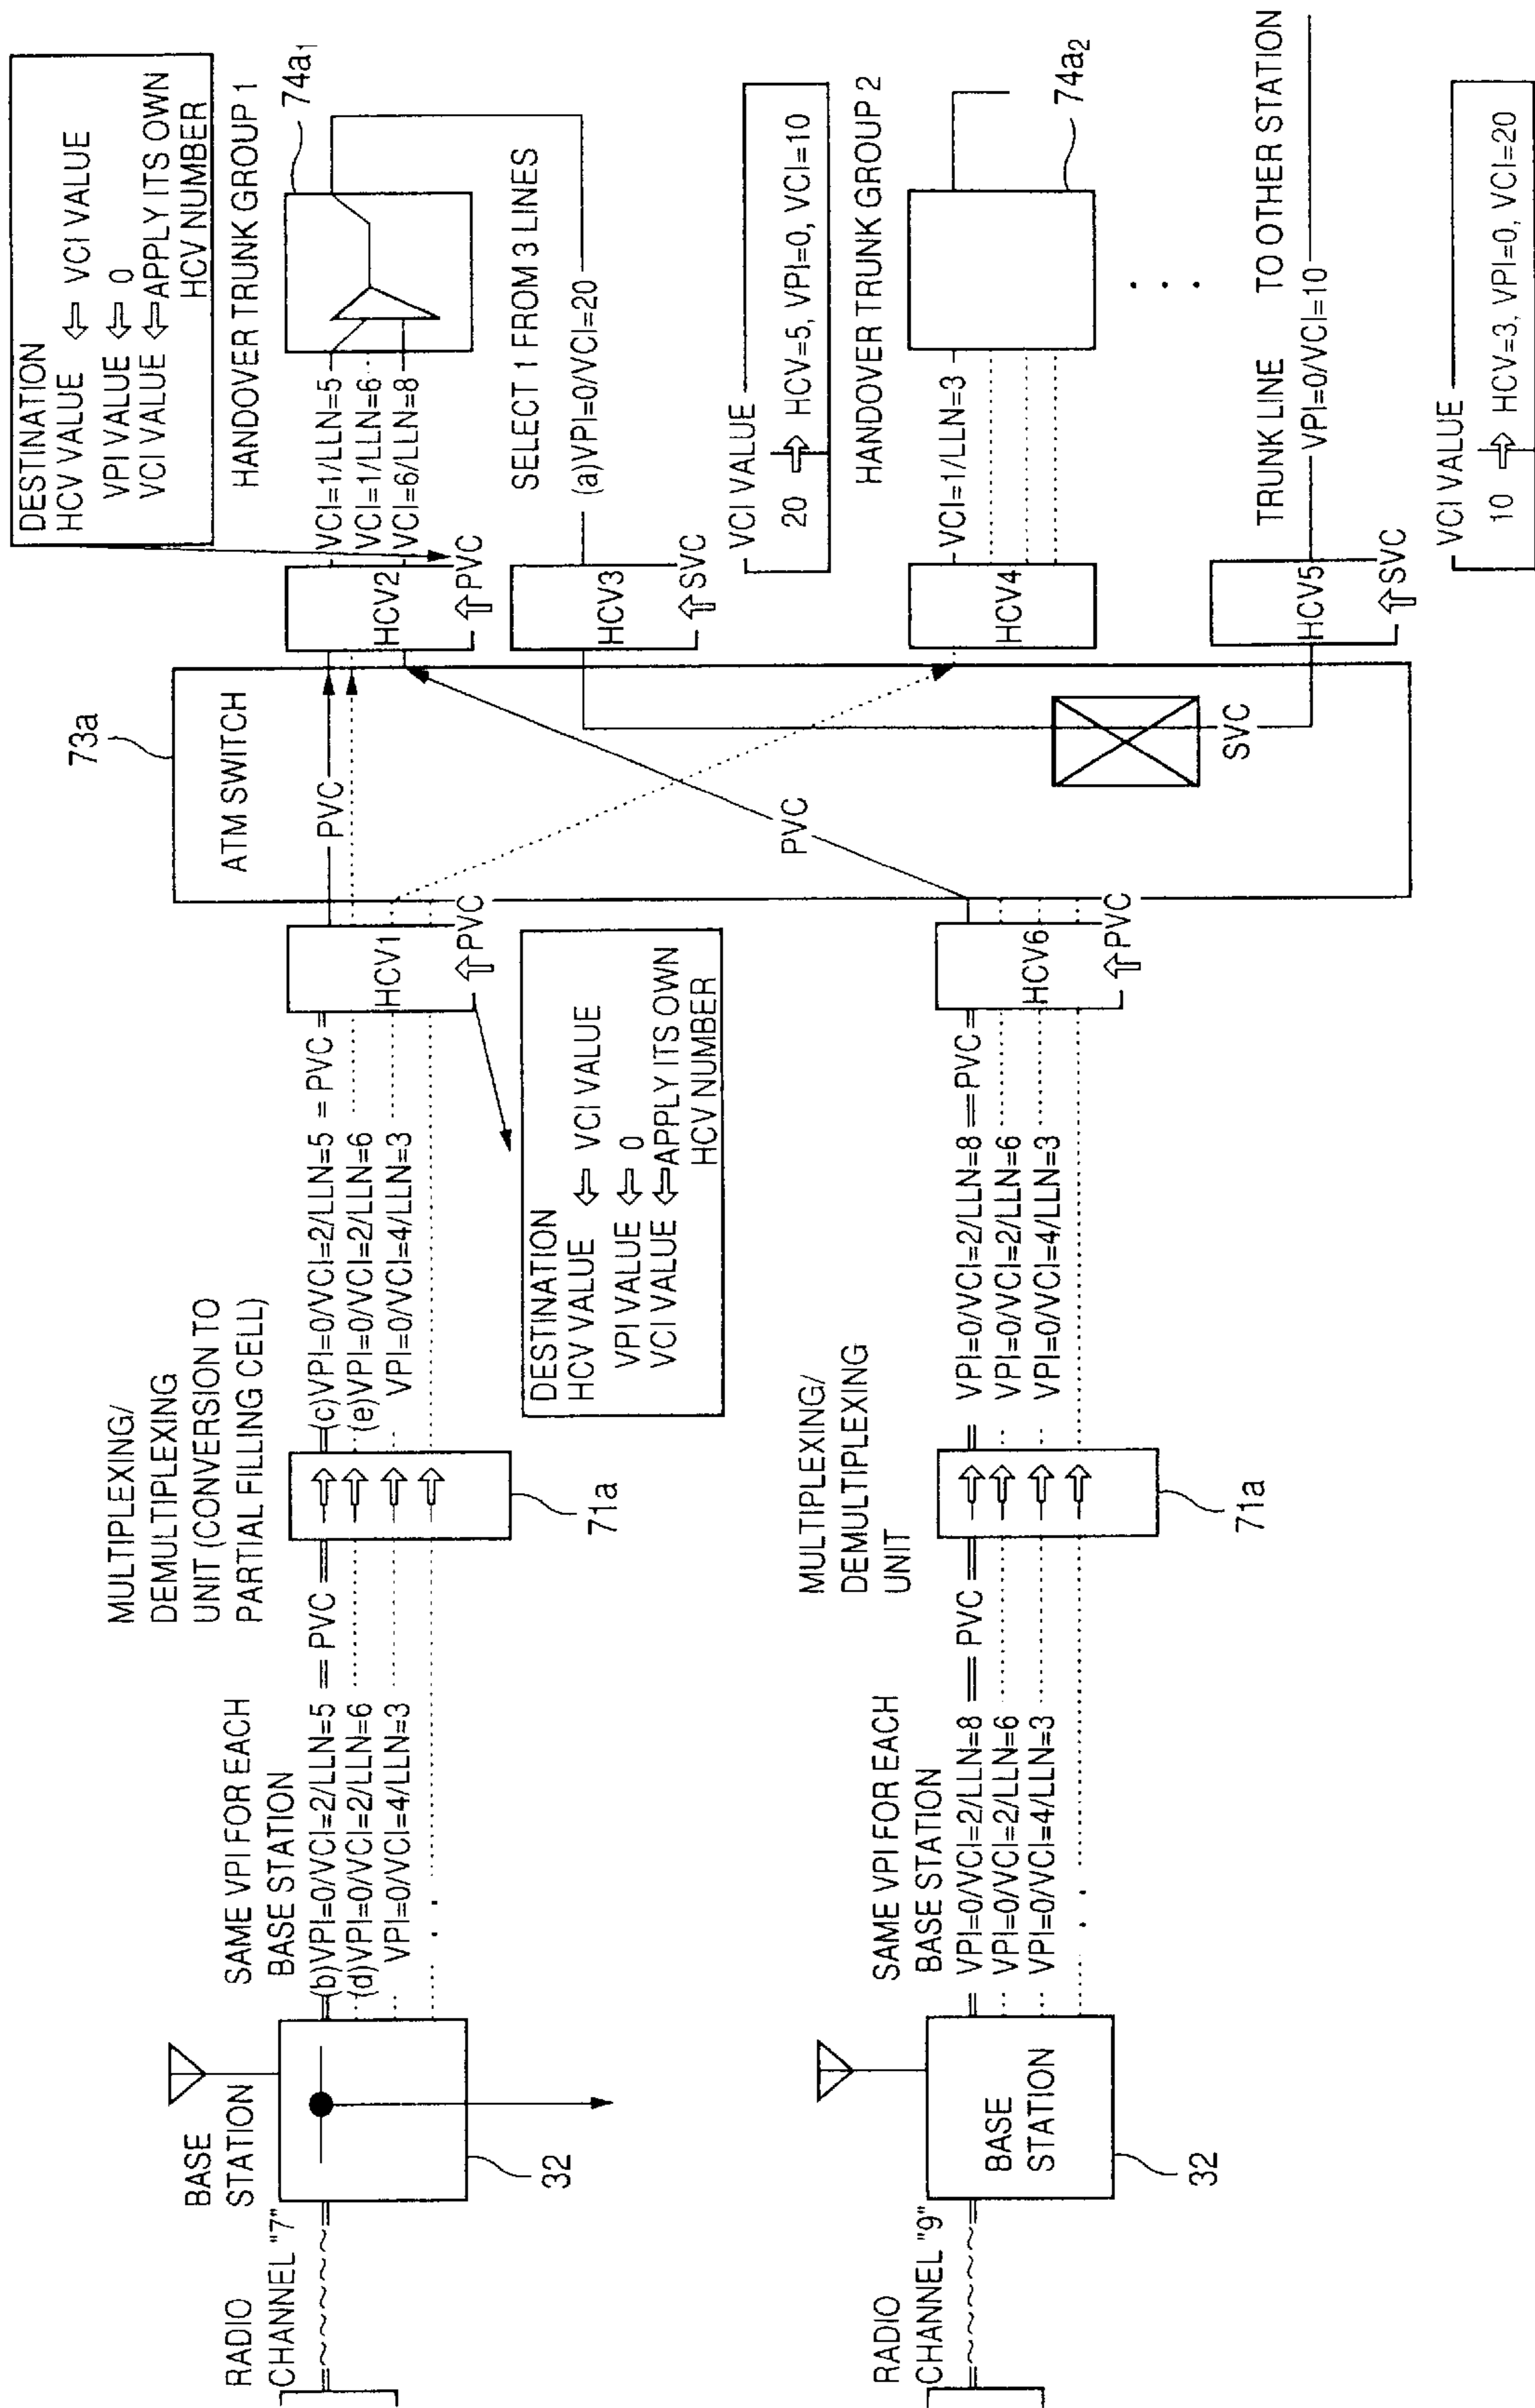 RADIO
CHANNEL "7"
BASE
STATION
32
SAME VPI FOR EACH
BASE STATION
(b)VPI=0/VCI=2/LLN=5
PVC
(d)VPI=0/VCI=2/LLN=6
VPI=0/VCI=4/LLN=3
MULTIPLEXING/
DEMULTIPLEXING
UNIT (CONVERSION TO
PARTIAL FILLING CELL)
71a
(c)VPI=0/VCI=2/LLN=5
PVC
(e)VPI=0/VCI=2/LLN=6
VPI=0/VCI=4/LLN=3
HCV1
PVC
DESTINATION
HCV VALUE ⇐ VCI VALUE
VPI VALUE ⇐ 0
VCI VALUE ⇐ APPLY ITS OWN
HCV NUMBER
73a
ATM SWITCH
PVC
PVC
SVC
DESTINATION
HCV VALUE ⇐ VCI VALUE
VPI VALUE ⇐ 0
VCI VALUE ⇐ APPLY ITS OWN
HCV NUMBER
HANDOVER TRUNK GROUP 1
74a1
HCV2
PVC
VCI=1/LLN=5
VCI=1/LLN=6
VCI=6/LLN=8
SELECT 1 FROM 3 LINES
HCV3
SVC
(a)VPI=0/VCI=20
VCI VALUE
20 ⇒ HCV=5, VPI=0, VCI=10
HANDOVER TRUNK GROUP 2
74a2
HCV4
VCI=1/LLN=3
TRUNK LINE TO OTHER STATION
HCV5
SVC
VPI=0/VCI=10
VCI VALUE
10 ⇒ HCV=3, VPI=0, VCI=20
RADIO
CHANNEL "9"
BASE
STATION
32
SAME VPI FOR EACH
BASE STATION
VPI=0/VCI=2/LLN=8
PVC
VPI=0/VCI=2/LLN=6
VPI=0/VCI=4/LLN=3
MULTIPLEXING/
DEMULTIPLEXING
UNIT
71a
VPI=0/VCI=2/LLN=8
PVC
VPI=0/VCI=2/LLN=6
VPI=0/VCI=4/LLN=3
HCV6
PVC